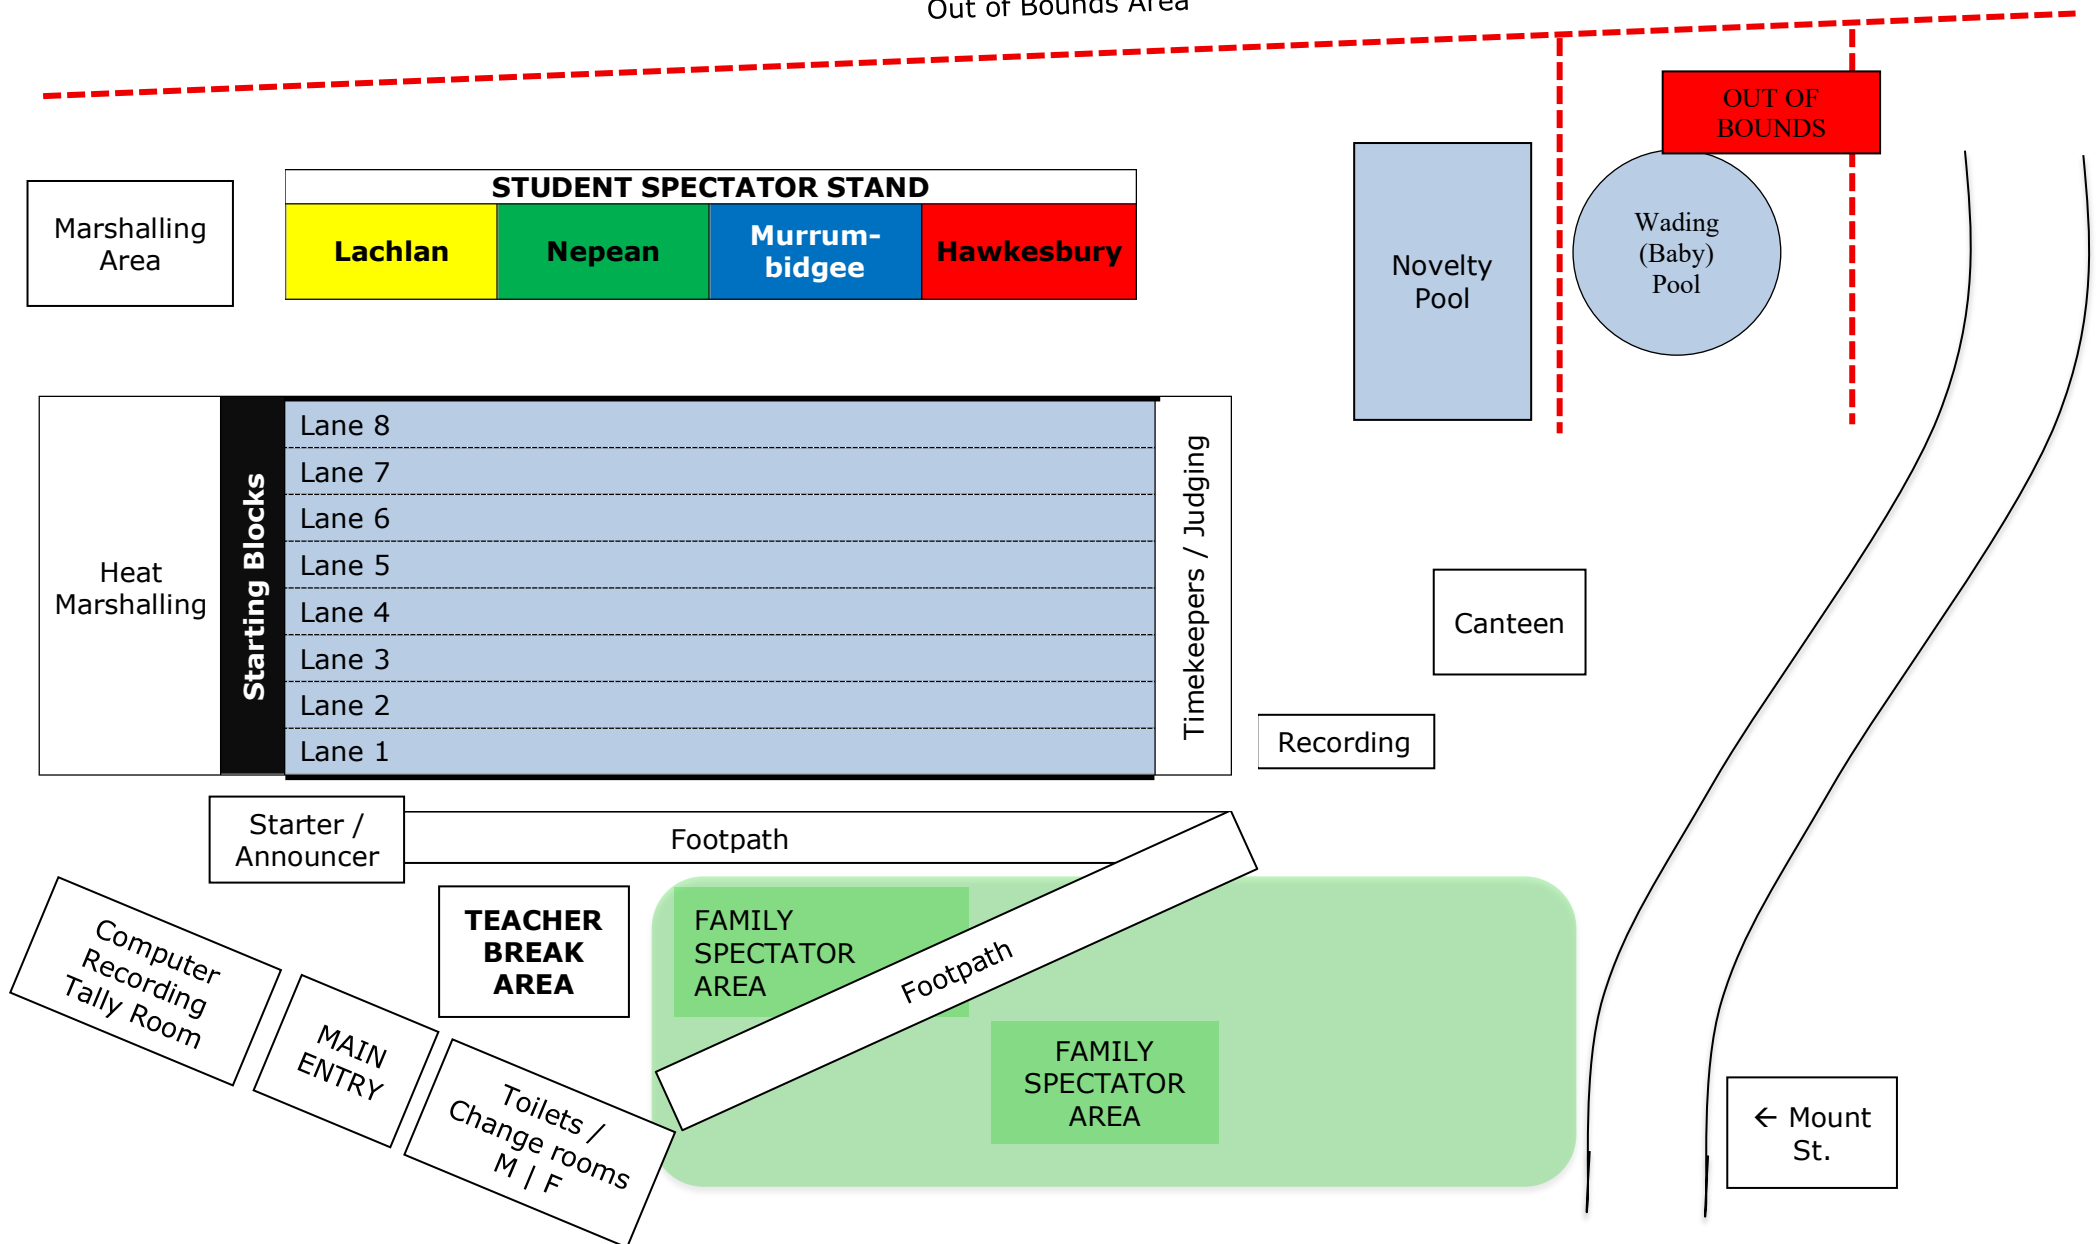 Out of Bounds Area
OUT OF
BOUNDS
STUDENT SPECTATOR STAND
Marshalling
Area
Lachlan
Nepean
Murrum-
bidgee
Hawkesbury
Novelty
Pool
Wading
(Baby)
Pool
Heat
Marshalling
Starting Blocks
Lane 8
Lane 7
Lane 6
Lane 5
Lane 4
Lane 3
Lane 2
Lane 1
Timekeepers / Judging
Canteen
Recording
Starter /
Announcer
Footpath
Computer
Recording
Tally Room
MAIN
ENTRY
Toilets /
Change rooms
M | F
TEACHER
BREAK
AREA
FAMILY
SPECTATOR
AREA
Footpath
FAMILY
SPECTATOR
AREA
← Mount
St.